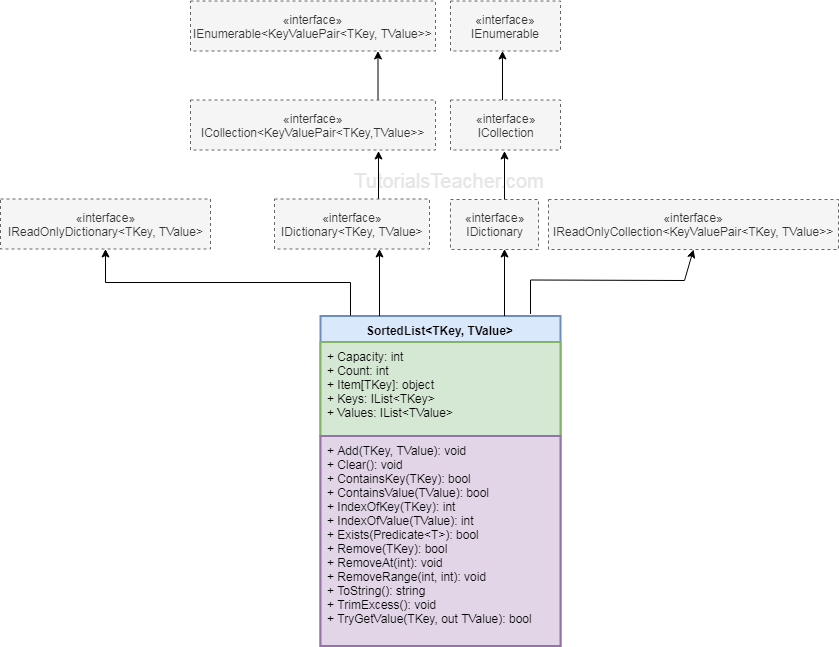 «interface»
IEnumerable<KeyValuePair<TKey, TValue>>
«interface»
IEnumerable
«interface»
ICollection<KeyValuePair<TKey,TValue>>
«interface»
ICollection
TutorialsTeacher.com
«interface»
IReadOnlyDictionary<TKey, TValue>
«interface»
IDictionary<TKey, TValue>
«interface»
IDictionary
«interface»
IReadOnlyCollection<KeyValuePair<TKey, TValue>>
SortedList<TKey, TValue>
+ Capacity: int
+ Count: int
+ Item[TKey]: object
+ Keys: IList<TKey>
+ Values: IList<TValue>
+ Add(TKey, TValue): void
+ Clear(): void
+ ContainsKey(TKey): bool
+ ContainsValue(TValue): bool
+ IndexOfKey(TKey): int
+ IndexOfValue(TValue): int
+ Exists(Predicate<T>): bool
+ Remove(TKey): bool
+ RemoveAt(int): void
+ RemoveRange(int, int): void
+ ToString(): string
+ TrimExcess(): void
+ TryGetValue(TKey, out TValue): bool